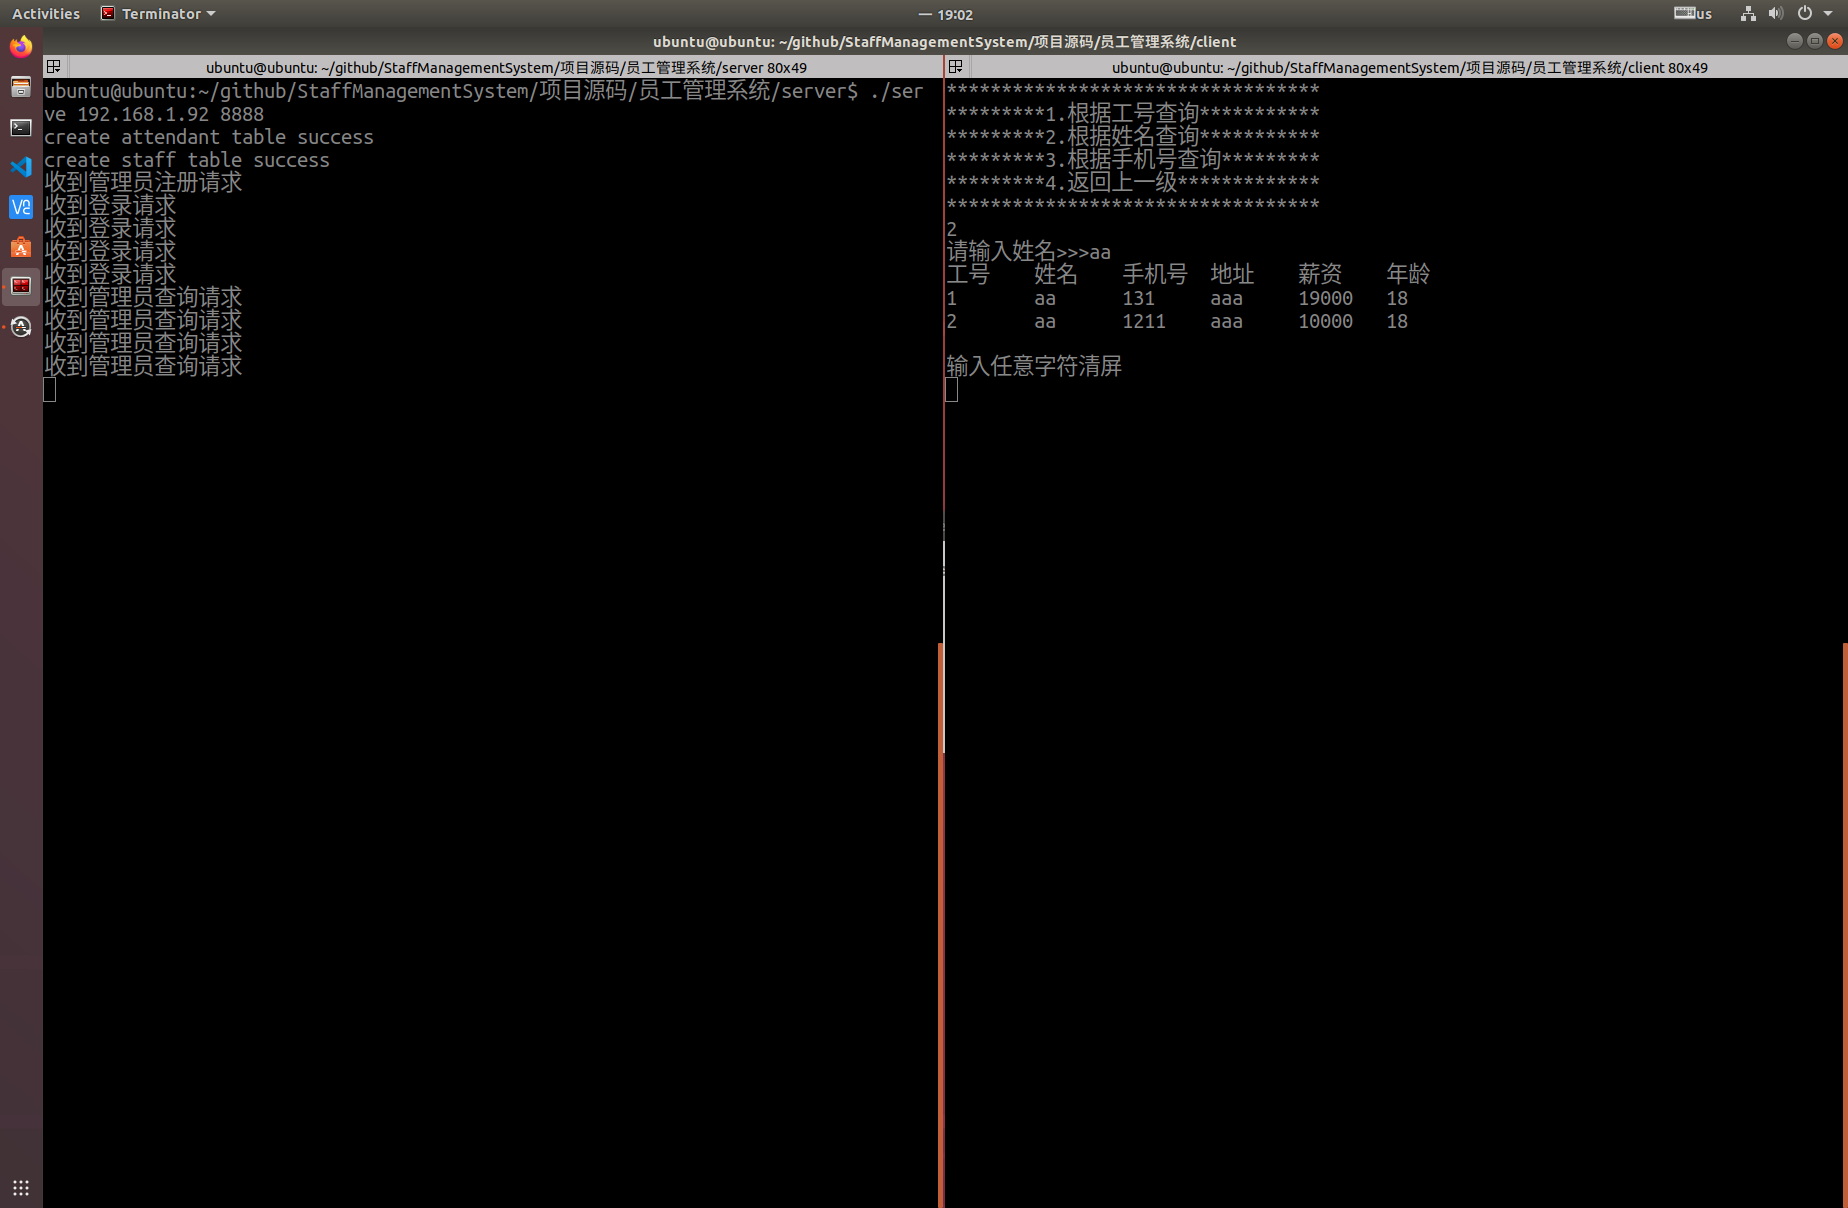 Activities
Terminator
— 19:02
us
ubuntu@ubuntu: ~/github/StaffManagementSystem/项目源码/员工管理系统/client
ubuntu@ubuntu: ~/github/StaffManagementSystem/项目源码/员工管理系统/server 80x49
ubuntu@ubuntu:~/github/StaffManagementSystem/项目源码/员工管理系统/server$ ./ser
ve 192.168.1.92 8888
create attendant table success
create staff table success
收到管理员注册请求
收到登录请求
收到登录请求
收到登录请求
收到登录请求
收到管理员查询请求
收到管理员查询请求
收到管理员查询请求
收到管理员查询请求
ubuntu@ubuntu: ~/github/StaffManagementSystem/项目源码/员工管理系统/client 80x49
**********************************
*********1.根据工号查询***********
*********2.根据姓名查询***********
*********3.根据手机号查询*********
*********4.返回上一级*************
**********************************
2
请输入姓名>>>aa
工号 姓名 手机号 地址 薪资 年龄
1 aa 131 aaa 19000 18
2 aa 1211 aaa 10000 18
输入任意字符清屏